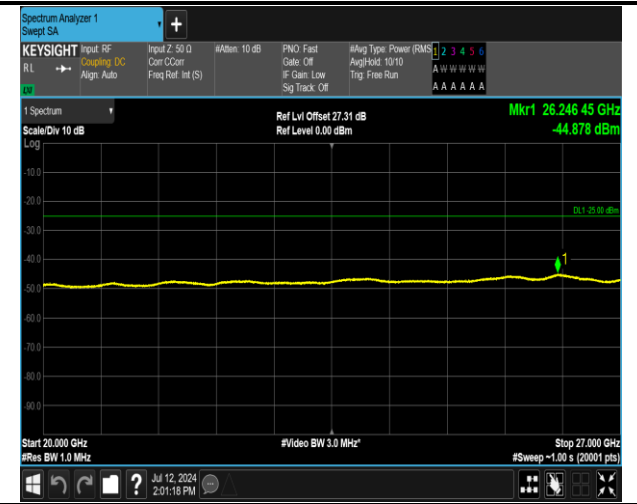 Spectrum Analyzer 1
Swept SA
KEYSIGHT
RL
Input: RF
Coupling: DC
Align: Auto
Input Z: 50 Ω
Corr CCorr
Freq Ref: Int (S)
#Atten: 10 dB
PNO: Fast
Gate: Off
IF Gain: Low
Sig Track: Off
#Avg Type: Power (RMS
Avg|Hold: 10/10
Trig: Free Run
1 2 3 4 5 6
A W W W W W
A A A A A A
1 Spectrum
Scale/Div 10 dB
Ref Lvl Offset 27.31 dB
Ref Level 0.00 dBm
Mkr1 26.246 45 GHz
-44.878 dBm
Log
-10.0
-20.0
DL1 -25.00 dBm
-30.0
-40.0
1
-50.0
-60.0
-70.0
-80.0
-90.0
Start 20.000 GHz
#Res BW 1.0 MHz
#Video BW 3.0 MHz*
Stop 27.000 GHz
#Sweep ~1.00 s (20001 pts)
?
Jul 12, 2024
2:01:18 PM